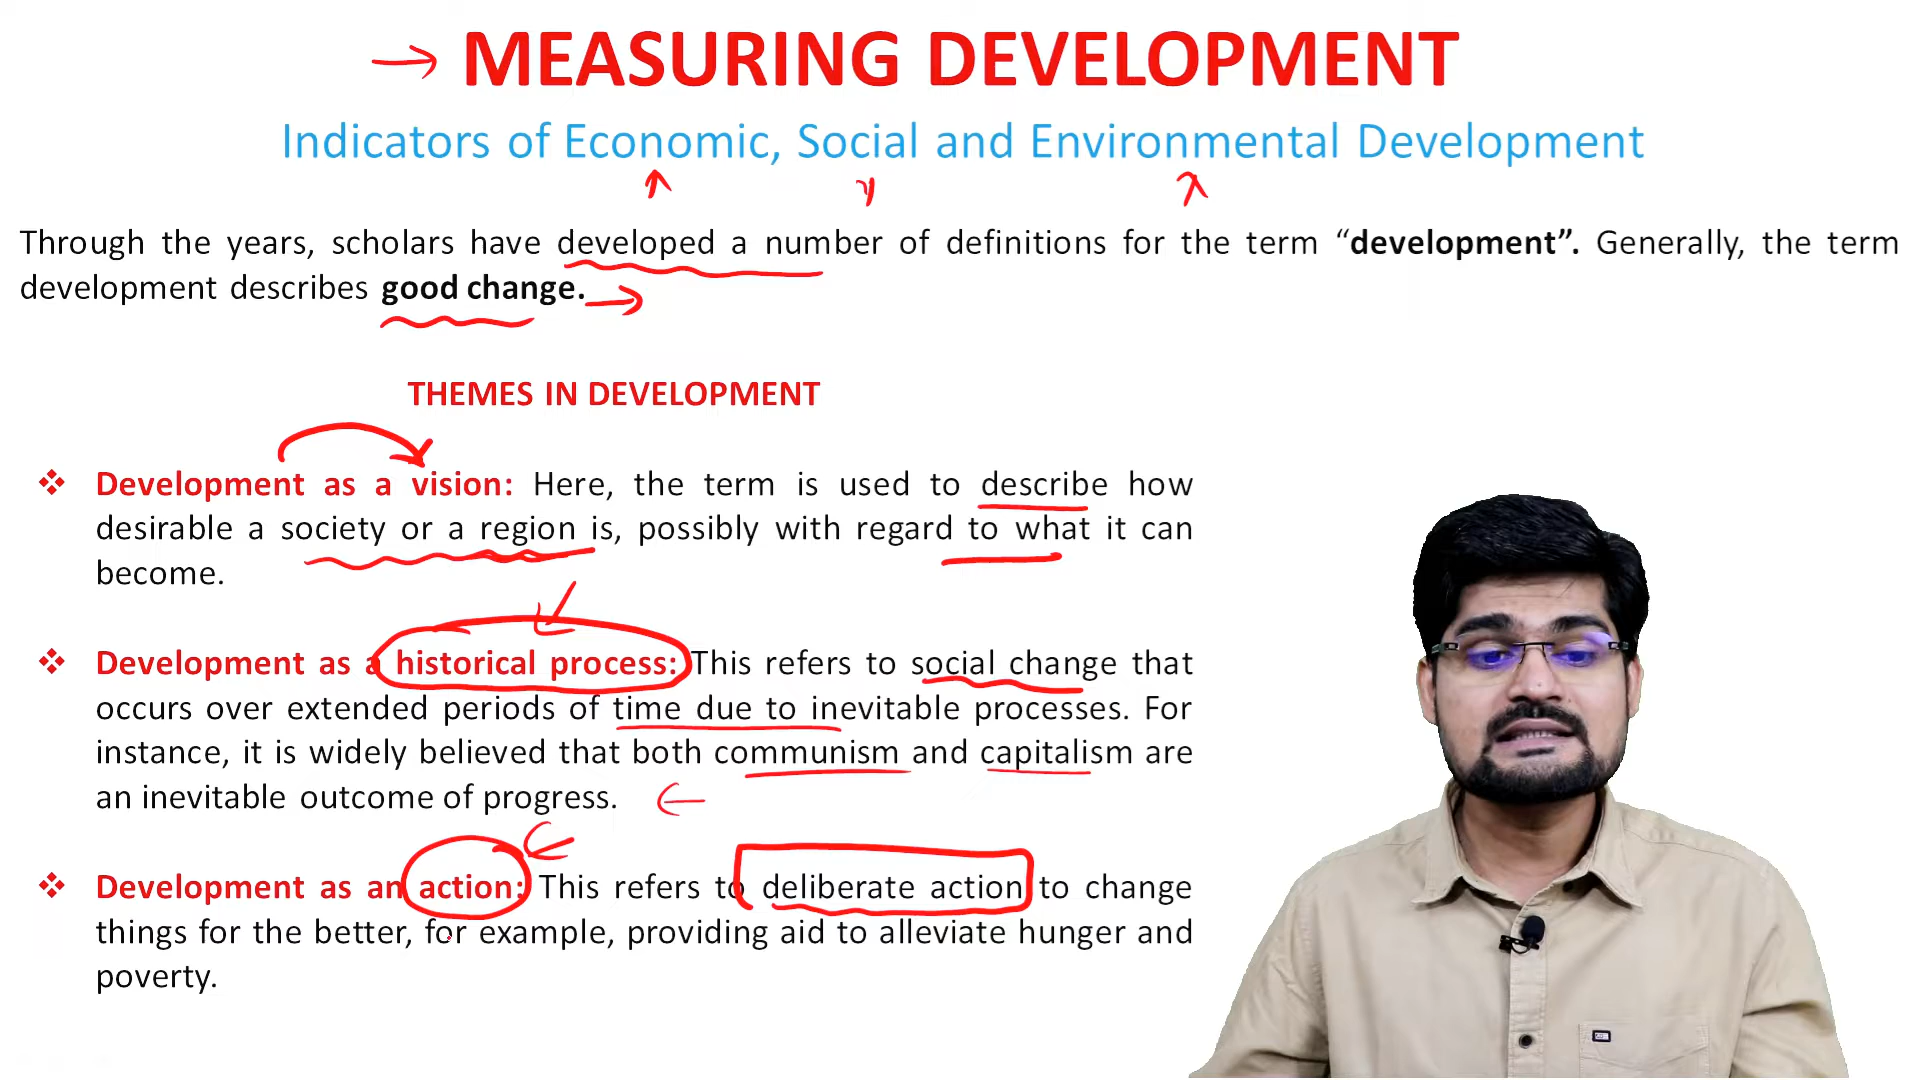 MEASURING DEVELOPMENT
Indicators of Economic, Social and Environmental Development
Through the years, scholars have developed a number of definitions for the term “development”. Generally, the term
development describes good change.
THEMES IN DEVELOPMENT
❖ Development as a vision: Here, the term is used to describe how
desirable a society or a region is, possibly with regard to what it can
become.
❖ Development as a historical process: This refers to social change that
occurs over extended periods of time due to inevitable processes. For
instance, it is widely believed that both communism and capitalism are
an inevitable outcome of progress.
❖ Development as an action: This refers to deliberate action to change
things for the better, for example, providing aid to alleviate hunger and
poverty.